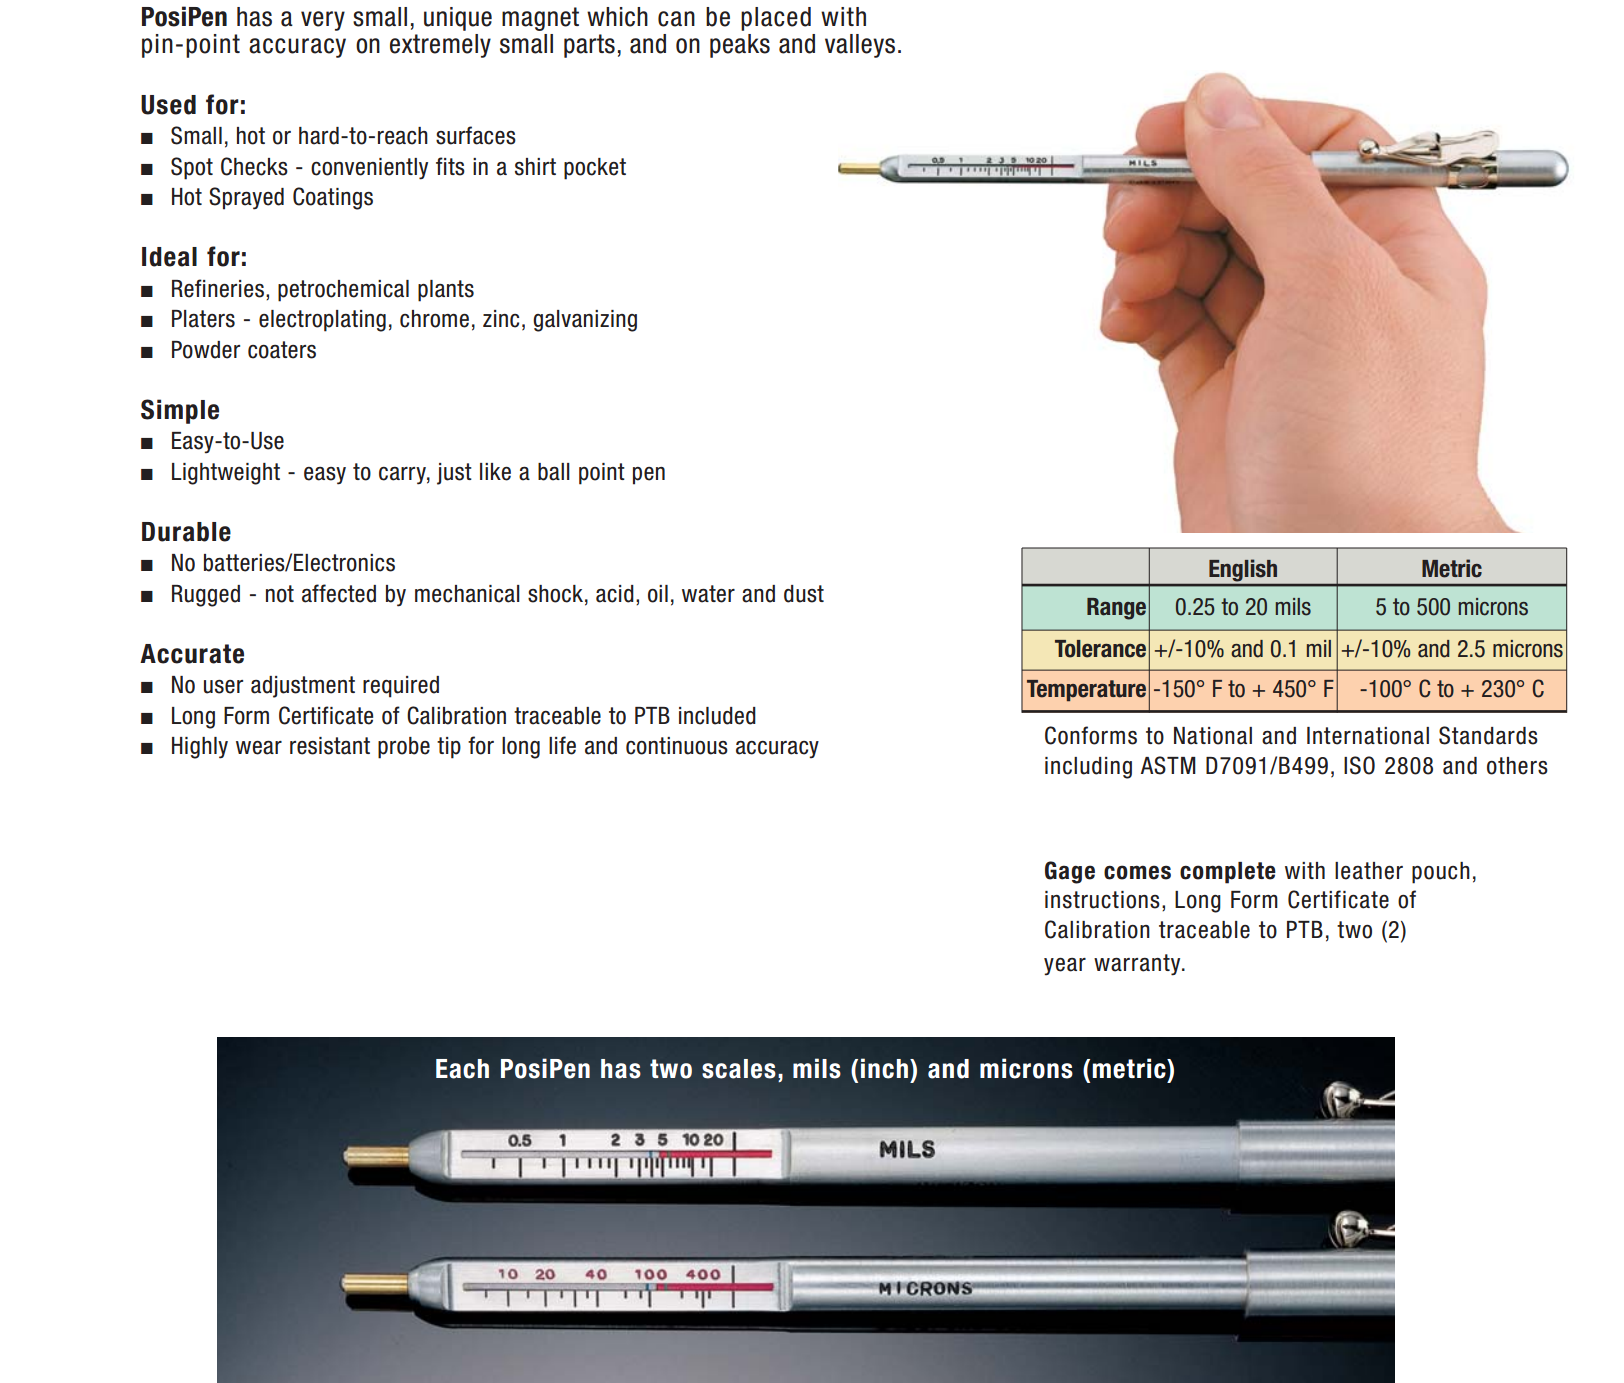 PosiPen has a very small, unique magnet which can be placed with
pin-point accuracy on extremely small parts, and on peaks and valleys.
Used for:
■ Small, hot or hard-to-reach surfaces
■ Spot Checks - conveniently fits in a shirt pocket
■ Hot Sprayed Coatings
Ideal for:
■ Refineries, petrochemical plants
■ Platers - electroplating, chrome, zinc, galvanizing
■ Powder coaters
Simple
■ Easy-to-Use
■ Lightweight - easy to carry, just like a ball point pen
Durable
■ No batteries/Electronics
■ Rugged - not affected by mechanical shock, acid, oil, water and dust
Accurate
■ No user adjustment required
■ Long Form Certificate of Calibration traceable to PTB included
■ Highly wear resistant probe tip for long life and continuous accuracy
0.5 1 2 3 5 10 20 MILS
English Metric
Range 0.25 to 20 mils 5 to 500 microns
Tolerance +/-10% and 0.1 mil +/-10% and 2.5 microns
Temperature -150° F to + 450° F -100° C to + 230° C
Conforms to National and International Standards
including ASTM D7091/B499, ISO 2808 and others
Gage comes complete with leather pouch,
instructions, Long Form Certificate of
Calibration traceable to PTB, two (2)
year warranty.
Each PosiPen has two scales, mils (inch) and microns (metric)
0.5 1 2 3 5 10 20 MILS
10 20 40 100 400 MICRONS